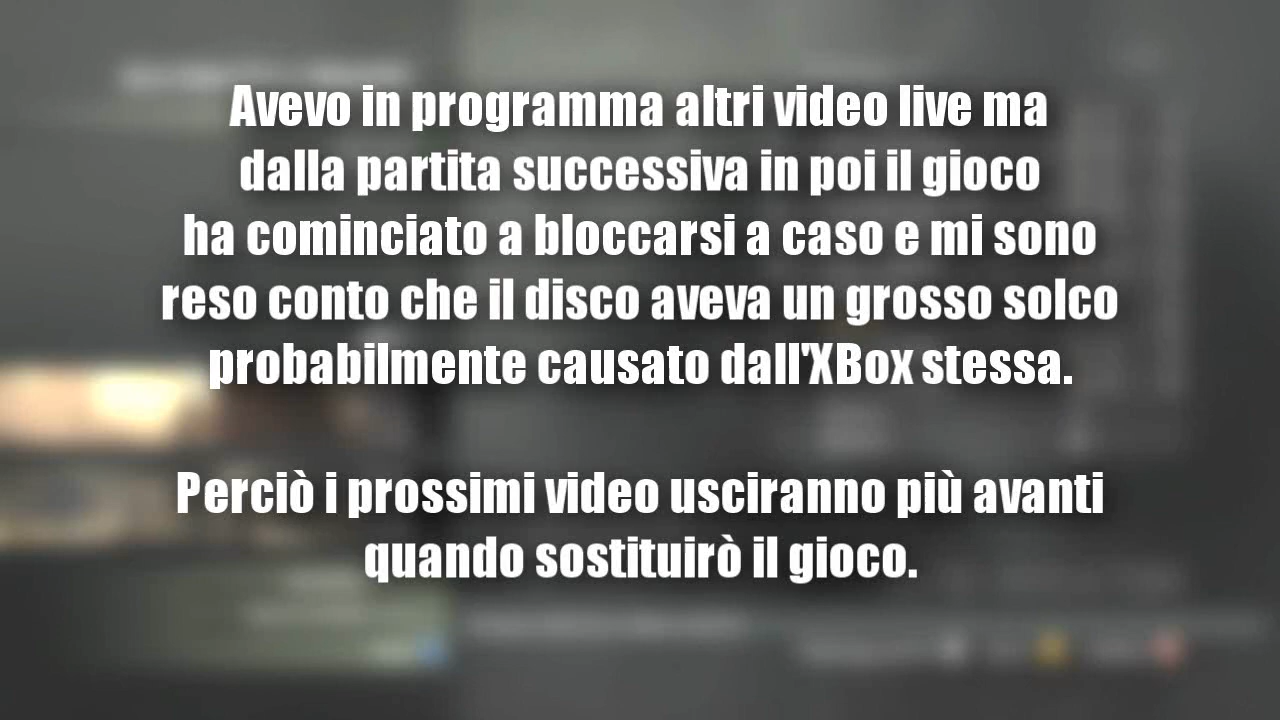 Avevo in programma altri video live ma
dalla partita successiva in poi il gioco
ha cominciato a bloccarsi a caso e mi sono
reso conto che il disco aveva un grosso solco
probabilmente causato dall'XBox stessa.
Perciò i prossimi video usciranno più avanti
quando sostituirò il gioco.